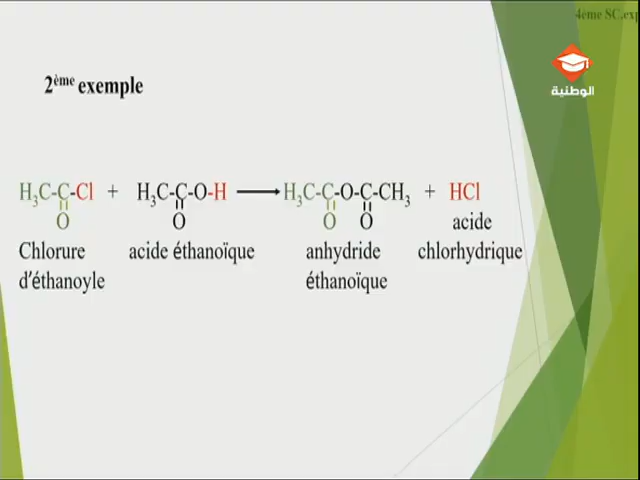 4ème SC.exp
الوطنية
2ème exemple
H3C-C-Cl + H3C-C-O-H ⟶ H3C-C-O-C-CH3 + HCl
O O O O acide
Chlorure acide éthanoïque anhydride chlorhydrique
d'éthanoyle éthanoïque